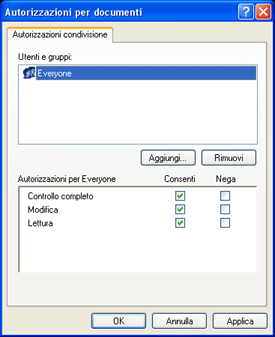 Autorizzazioni per documenti
Autorizzazioni condivisione
Utenti e gruppi:
Everyone
Aggiungi... Rimuovi
Autorizzazioni per Everyone Consenti Nega
Controllo completo
Modifica
Lettura
OK Annulla Applica